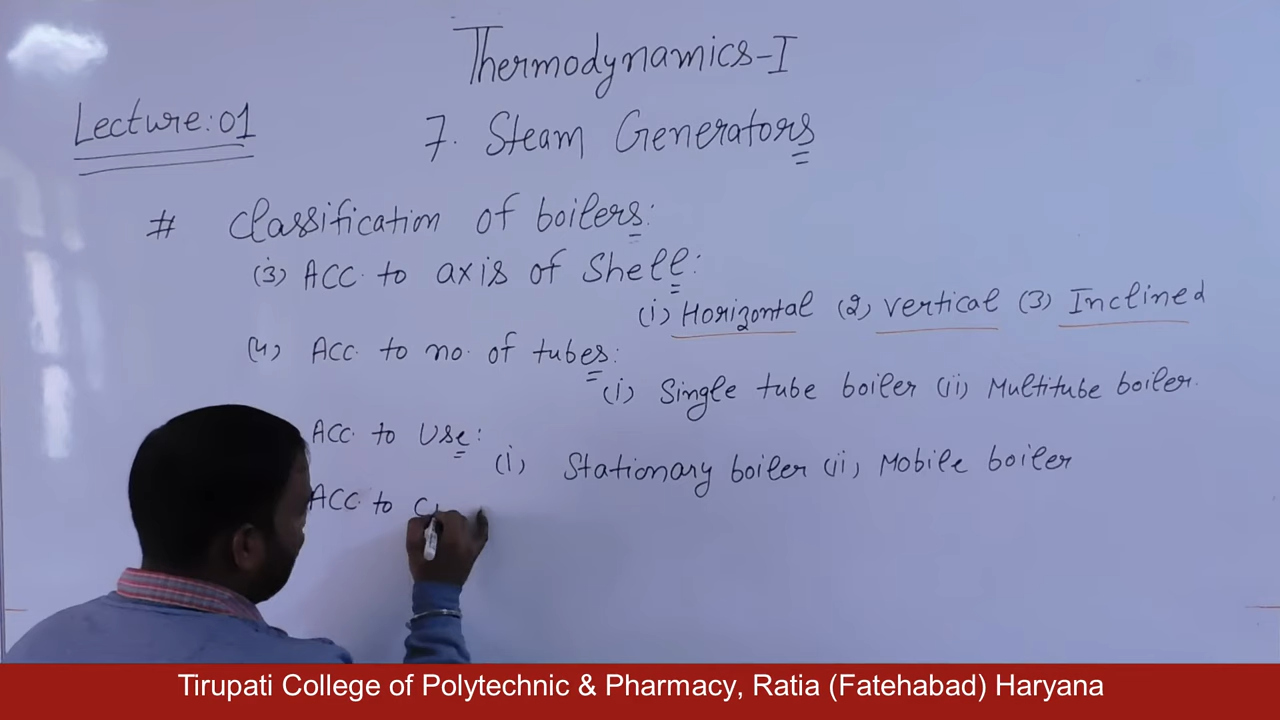 Thermodynamics-I
Lecture:01
7. Steam Generators
# Classification of boilers:
(3) ACC. to axis of Shell:
(i) Horizontal (2) vertical (3) Inclined
(4) ACC. to no. of tubes:
(i) Single tube boiler (ii) Multitube boiler.
ACC. to Use:
(i) Stationary boiler (ii) Mobile boiler
ACC. to
Tirupati College of Polytechnic & Pharmacy, Ratia (Fatehabad) Haryana